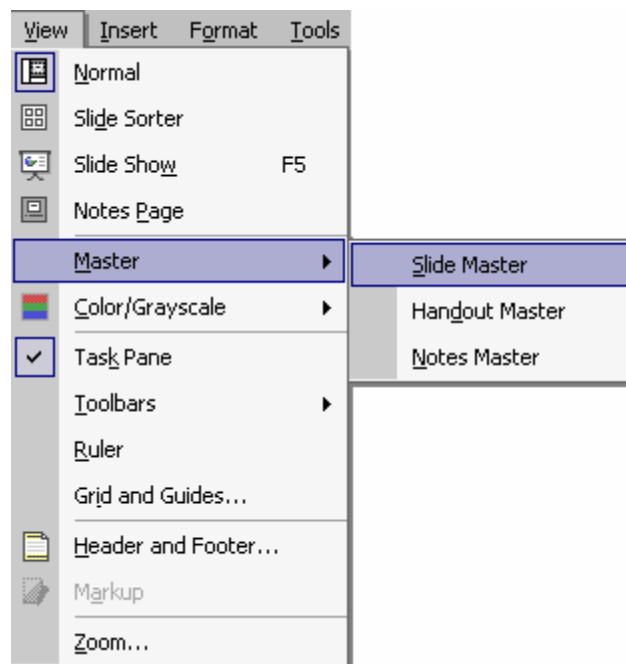 View Insert Format Tools
Normal
Slide Sorter
Slide Show F5
Notes Page
Master
Slide Master
Color/Grayscale
Handout Master
Task Pane
Notes Master
Toolbars
Ruler
Grid and Guides...
Header and Footer...
Markup
Zoom...